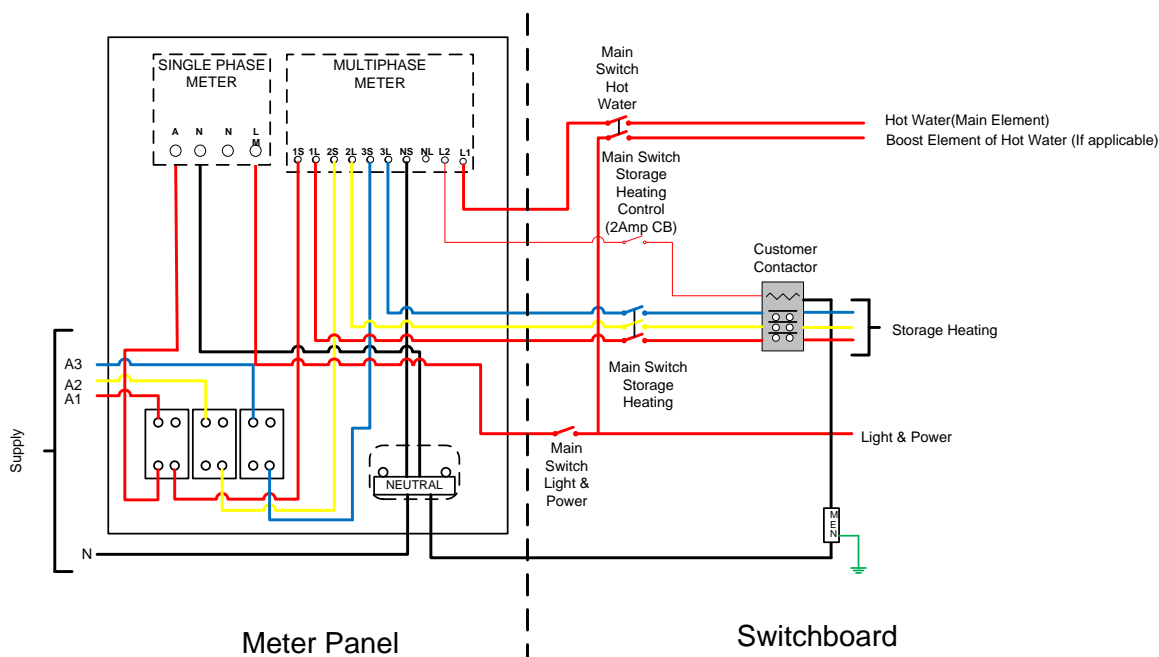 SINGLE PHASE
METER
A N N L
M
MULTIPHASE
METER
1S 1L 2S 2L 3S 3L NS NL L2 L1
Main
Switch
Hot
Water
Hot Water(Main Element)
Boost Element of Hot Water (If applicable)
Main Switch
Storage
Heating
Control
(2Amp CB)
Customer
Contactor
Storage Heating
Main Switch
Storage
Heating
A3
A2
A1
Supply
N
NEUTRAL
Main
Switch
Light &
Power
Light & Power
MEN
Meter Panel
Switchboard